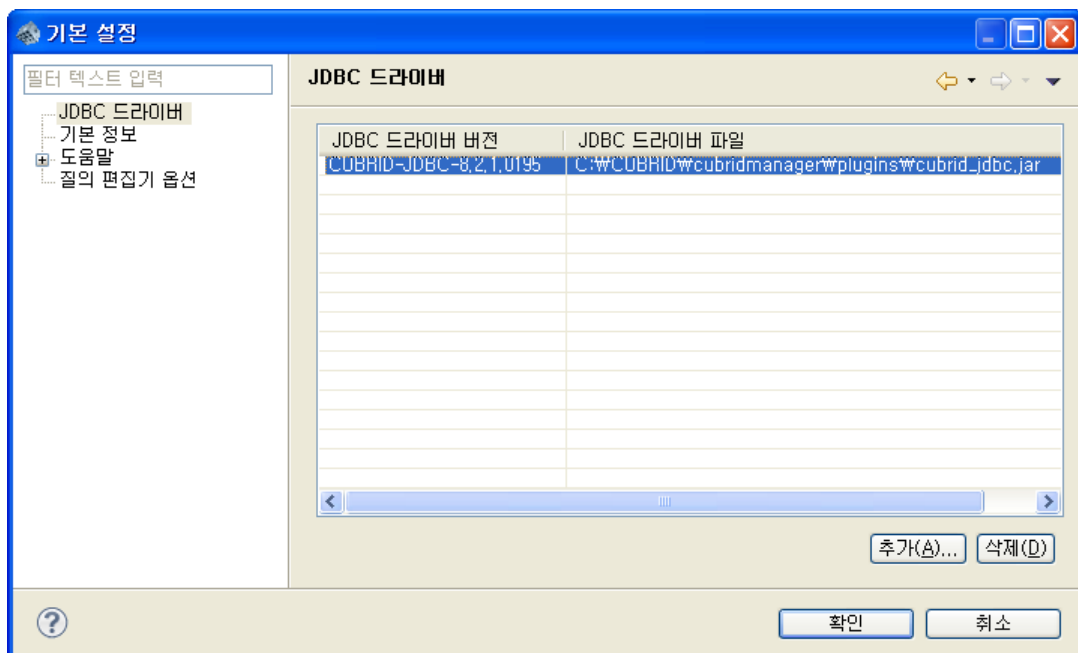 기본 설정
필터 텍스트 입력
JDBC 드라이버
기본 정보
도움말
질의 편집기 옵션
JDBC 드라이버
JDBC 드라이버 버젼 JDBC 드라이버 파일
CUBRID-JDBC-8,2,1,0195 C:₩CUBRID₩cubridmanager₩plugins₩cubrid_jdbc,jar
추가(A)... 삭제(D)
? 확인 취소